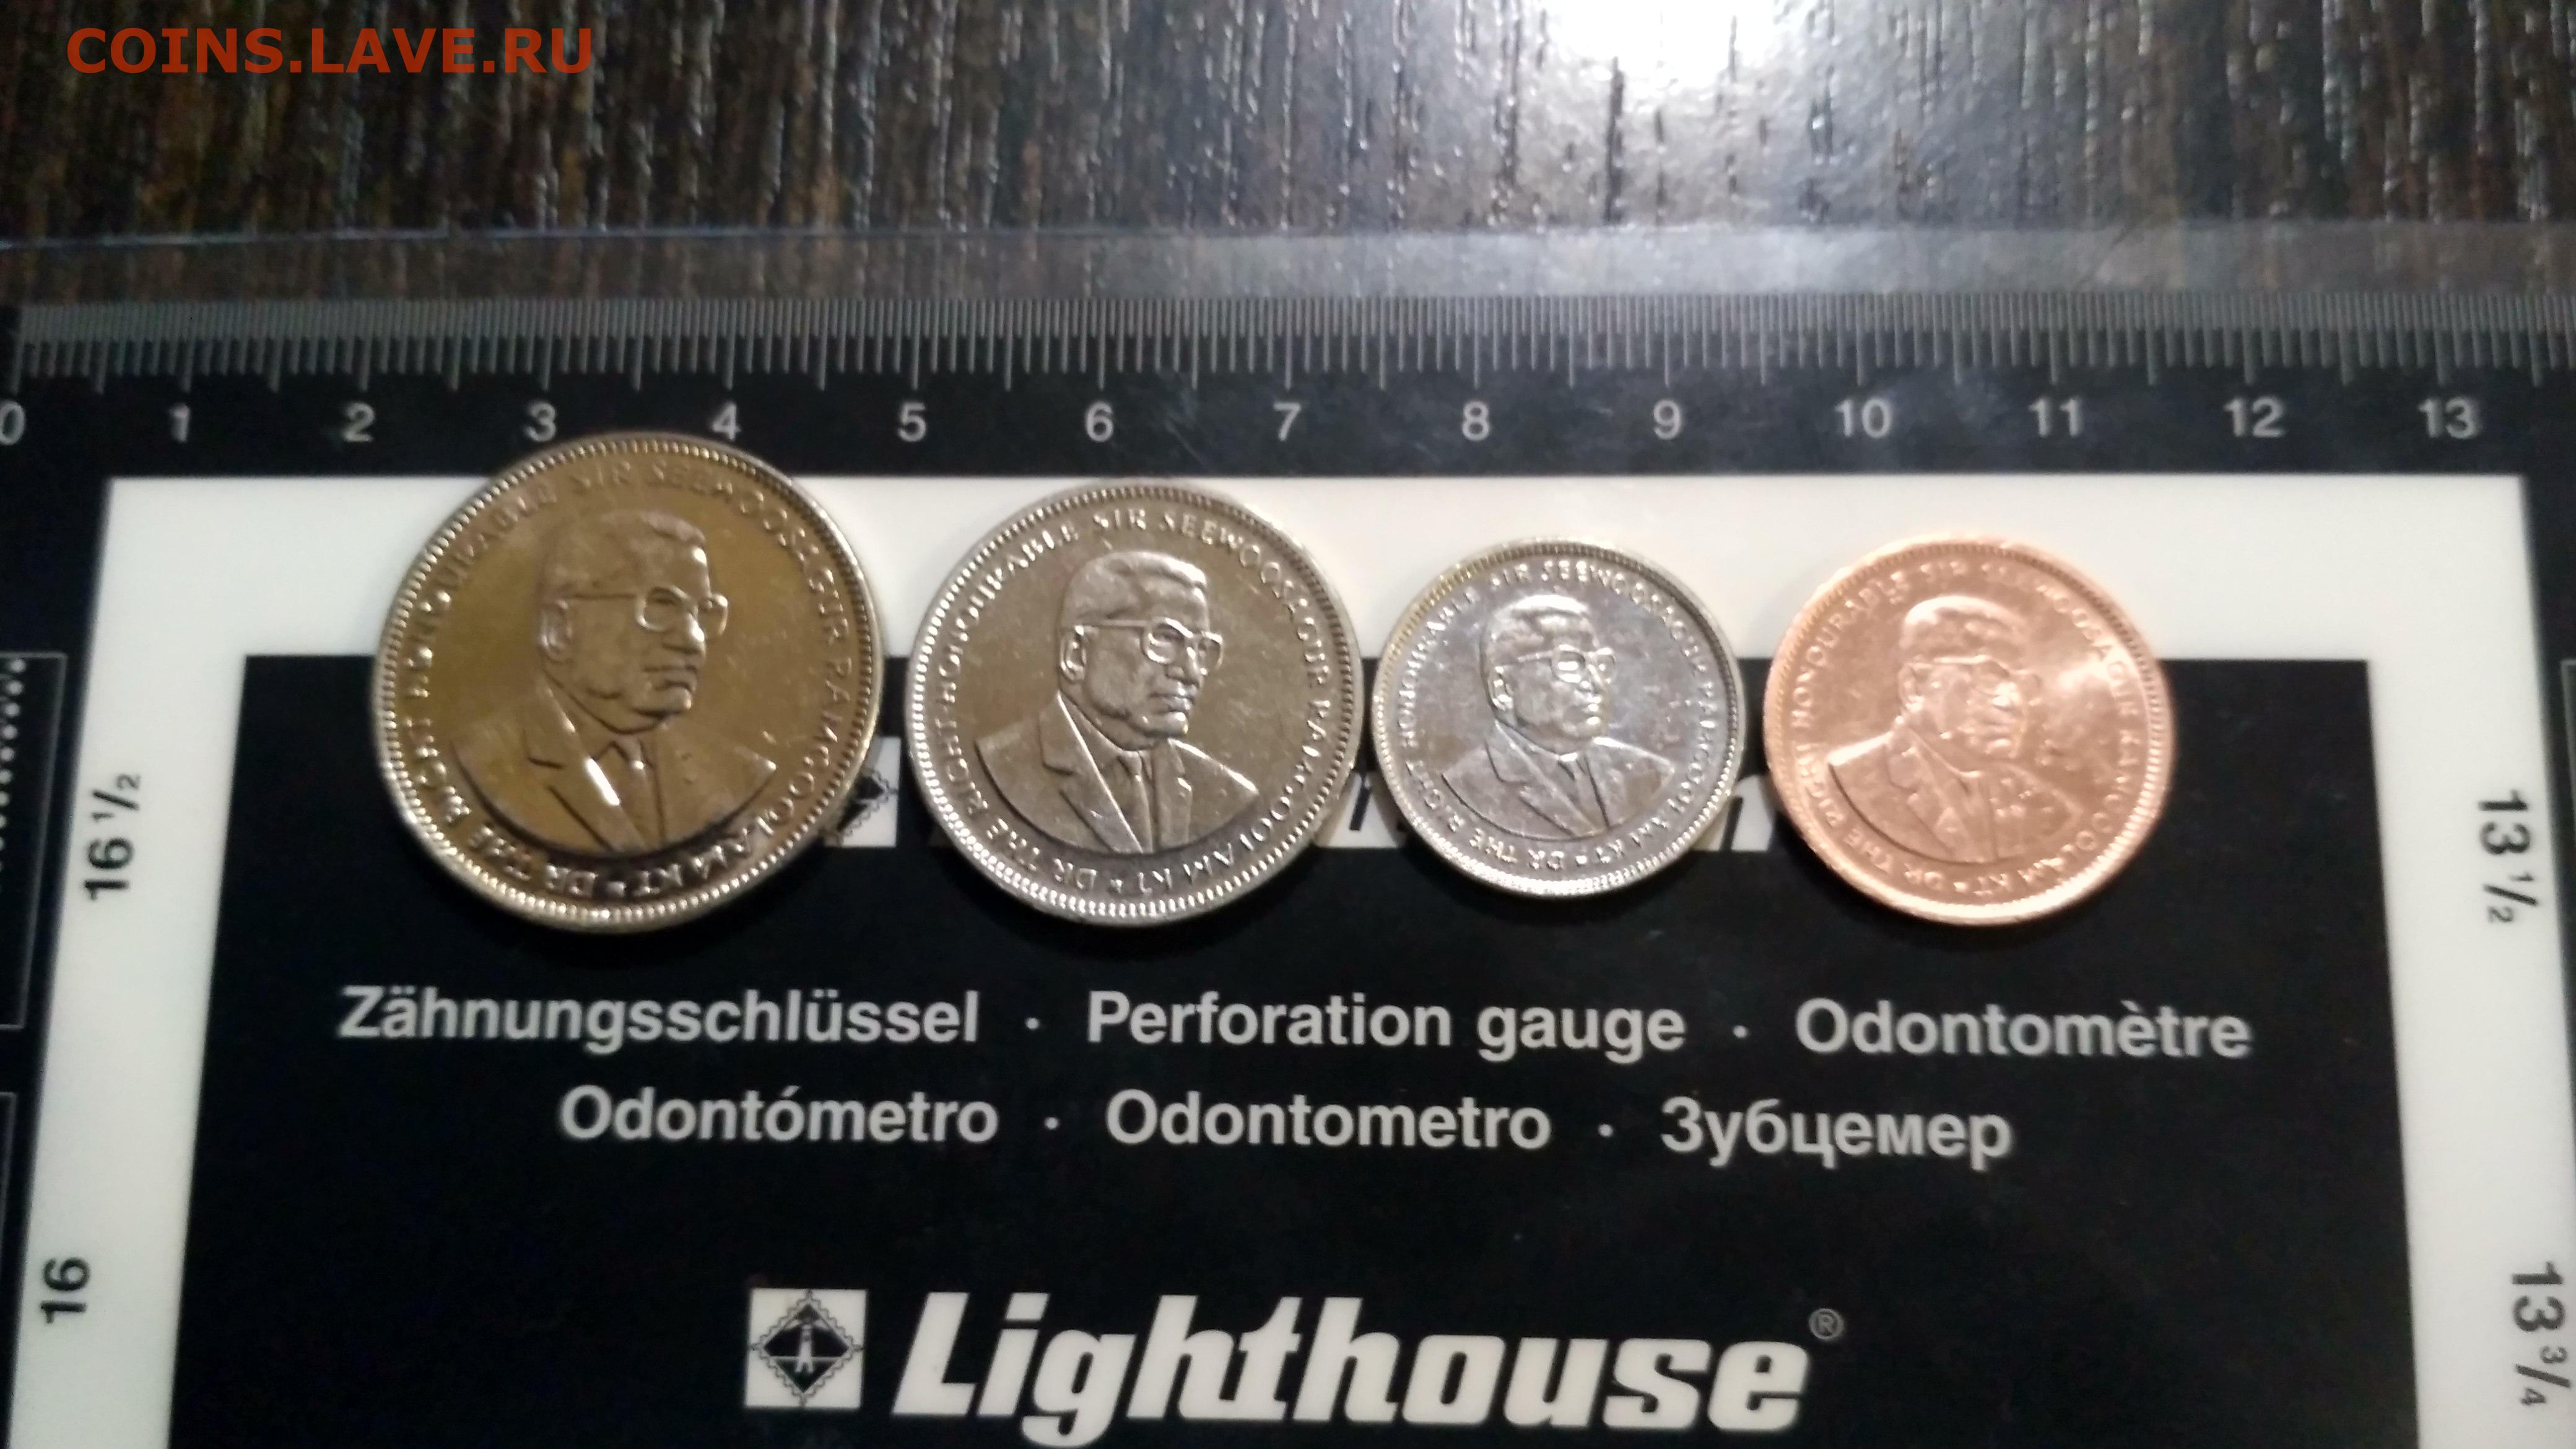 COINS.LAVE.RU
0 1 2 3 4 5 6 7 8 9 10 11 12 13
THE RIGHT HONOURABLE SIR SEEWOOSAGUR RAMGOOLAM KT • DR
THE RIGHT HONOURABLE SIR SEEWOOSAGUR RAMGOOLAM KT • DR
THE RIGHT HONOURABLE SIR SEEWOOSAGUR RAMGOOLAM KT • DR
THE RIGHT HONOURABLE SIR SEEWOOSAGUR RAMGOOLAM KT • DR
16 1/2
13 1/2
Zähnungsschlüssel · Perforation gauge · Odontomètre
Odontómetro · Odontometro · Зубцемер
16
13 3/4
Lighthouse®